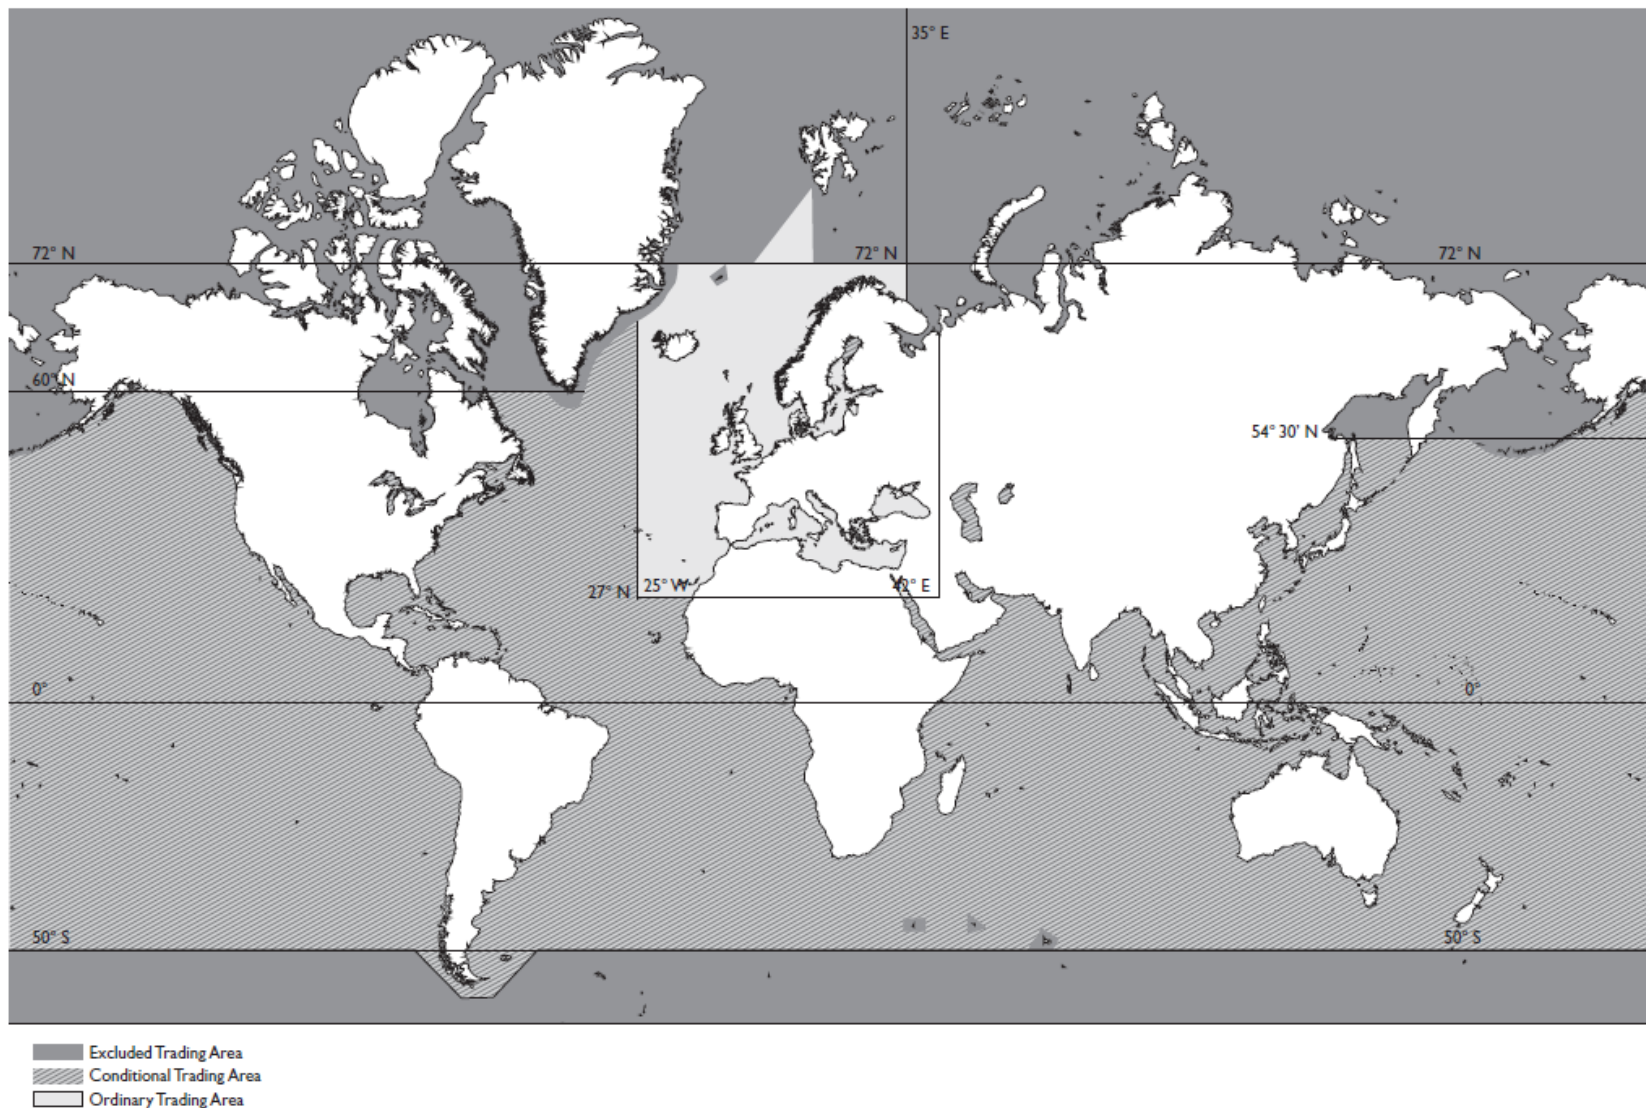 35° E
72° N
72° N
72° N
60° N
54° 30' N
27° N
25° W
42° E
0°
0°
50° S
50° S
Excluded Trading Area
Conditional Trading Area
Ordinary Trading Area